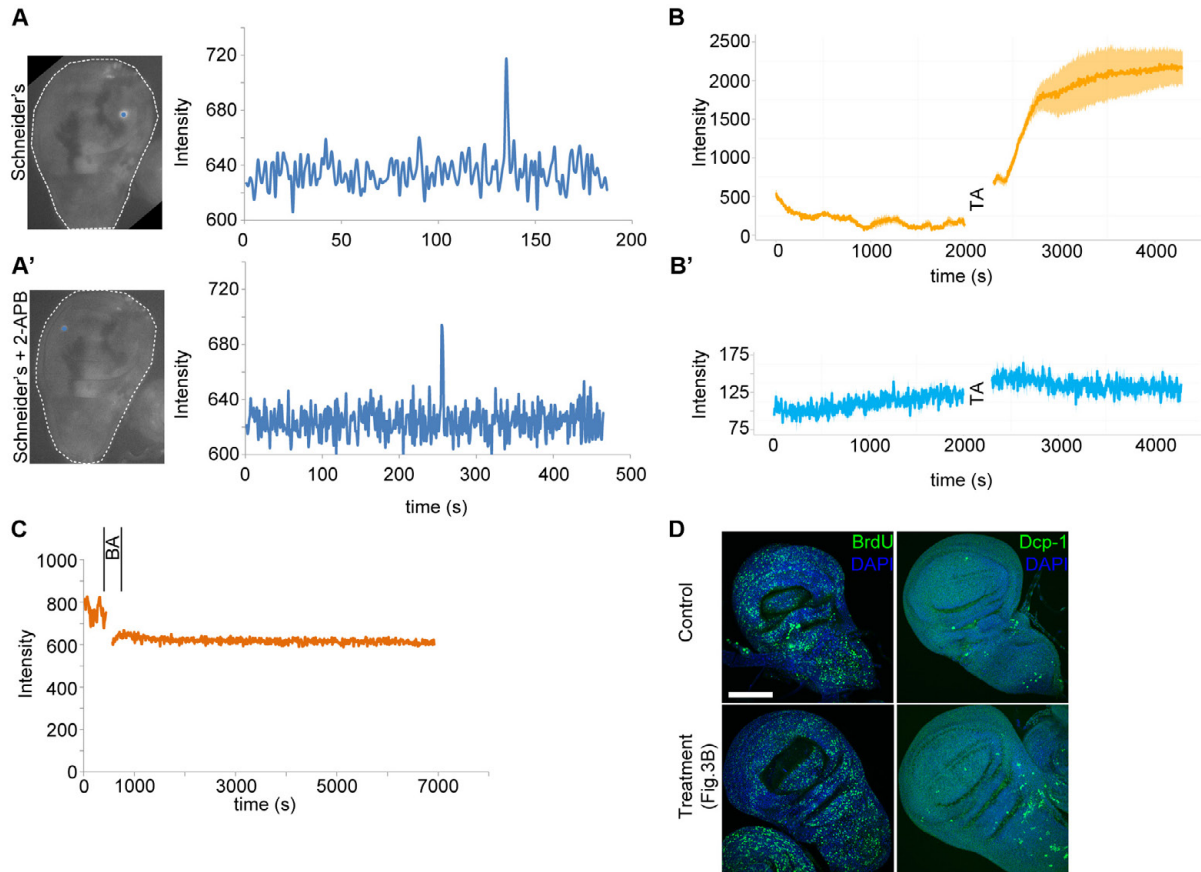 A
Schneider's
Intensity
720
680
640
600
0 50 100 150 200
A'
Schneider's + 2-APB
Intensity
720
680
640
600
0 100 200 300 400 500
time (s)
B
Intensity
2500
2000
1500
1000
500
0
TA
0 1000 2000 3000 4000
time (s)
B'
Intensity
175
125
75
TA
0 1000 2000 3000 4000
time (s)
C
BA
Intensity
1000
800
600
400
200
0
0 1000 3000 5000 7000
time (s)
D
BrdU
DAPI
Dcp-1
DAPI
Control
Treatment
(Fig.3B)